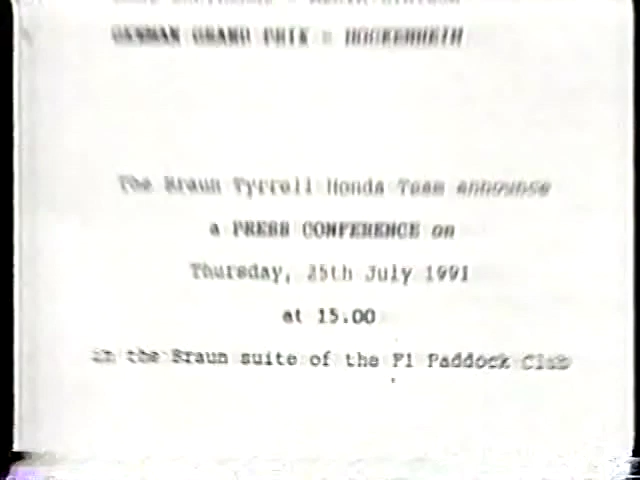 GERMAN GRAND PRIX - HOCKENHEIM
The Braun Tyrrell Honda Team announce
a PRESS CONFERENCE on
Thursday, 25th July 1991
at 15.00
in the Braun suite of the F1 Paddock Club